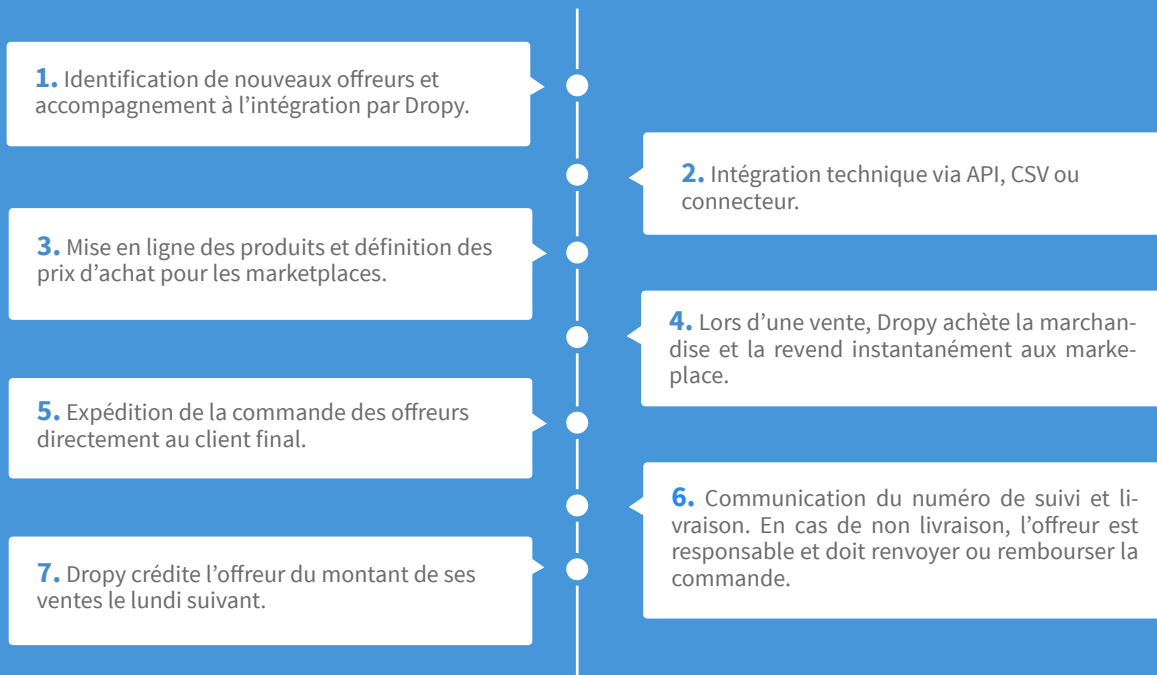 1. Identification de nouveaux offreurs et
accompagnement à l’intégration par Dropy.
2. Intégration technique via API, CSV ou
connecteur.
3. Mise en ligne des produits et définition des
prix d’achat pour les marketplaces.
4. Lors d’une vente, Dropy achète la marchan-
dise et la revend instantanément aux marke-
place.
5. Expédition de la commande des offreurs
directement au client final.
6. Communication du numéro de suivi et li-
vraison. En cas de non livraison, l’offreur est
responsable et doit renvoyer ou rembourser la
commande.
7. Dropy crédite l’offreur du montant de ses
ventes le lundi suivant.